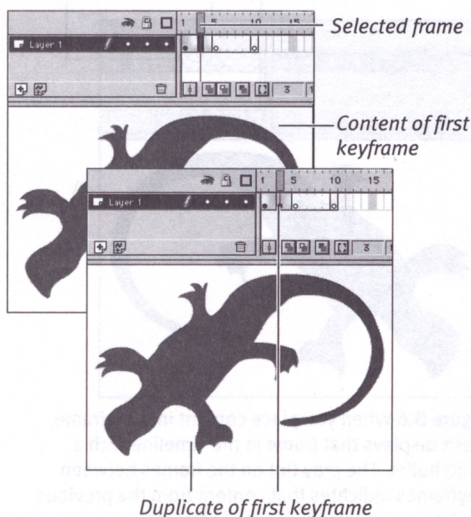 1 5 10 15
Selected frame
Layer 1
3 1
Content of first
keyframe
1 5 10 15
Layer 1
3
Duplicate of first keyframe